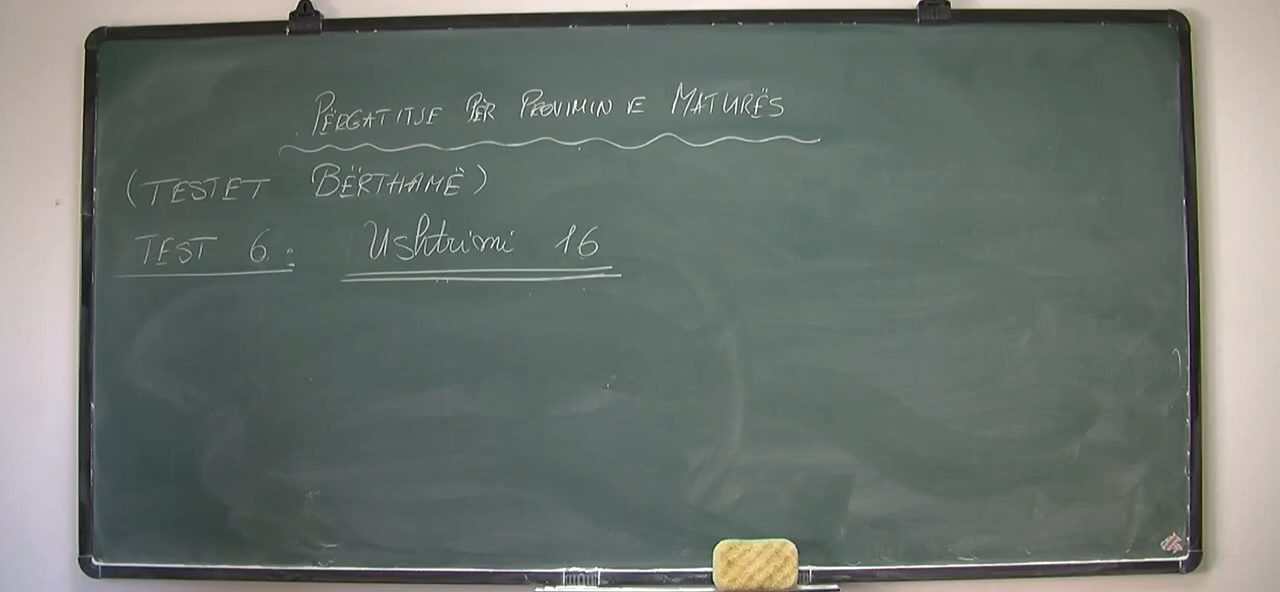 PËRGATITJE PËR PROVIMIN E MATURËS
(TESTET BËRTHAMË)
TEST 6: Ushtrimi 16